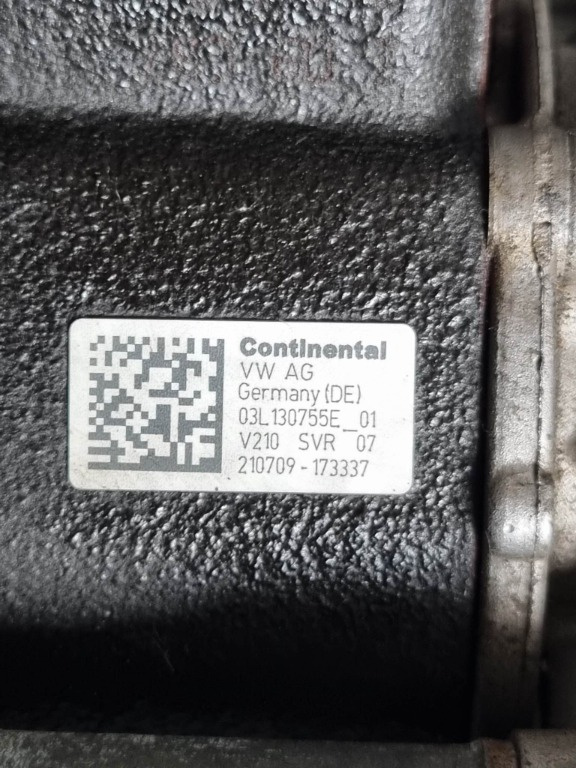 Continental
VW AG
Germany (DE)
03L130755E_01
V210 SVR 07
210709-173337